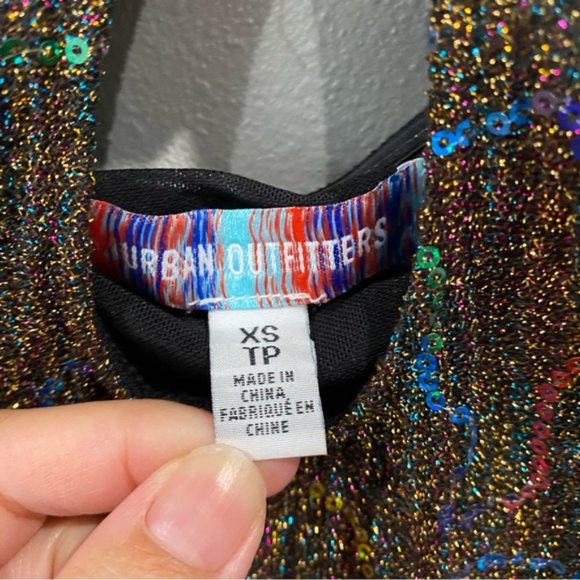 URBAN OUTFITTERS
XS
TP
MADE IN
CHINA
FABRIQUÉ EN
CHINE